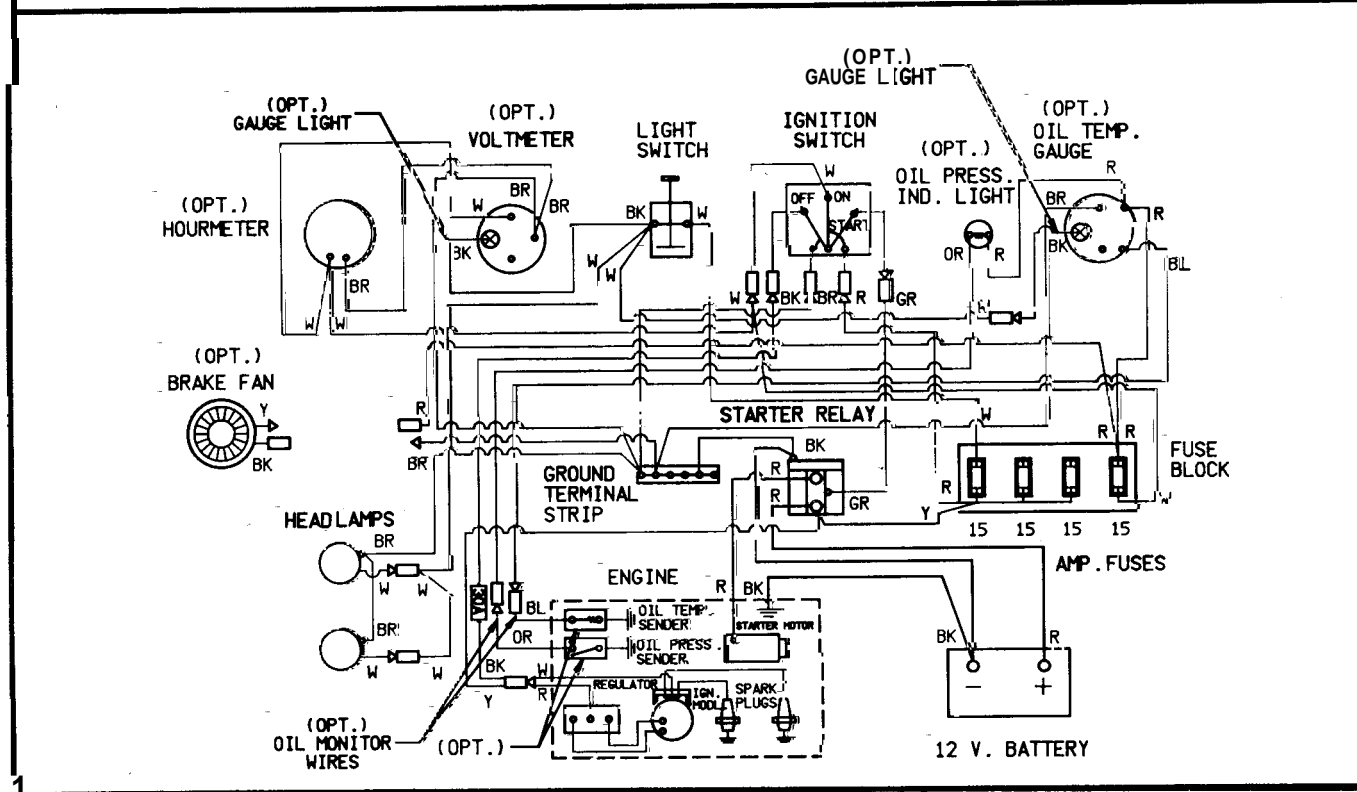 (OPT.)
GAUGE LIGHT
(OPT.)
GAUGE LIGHT
(OPT.)
VOLTMETER
LIGHT
SWITCH
IGNITION
SWITCH
(OPT.)
OIL PRESS.
IND. LIGHT
(OPT.)
OIL TEMP.
GAUGE
R
(OPT.)
HOURMETER
W
BR
BR
BK
W
W
OFF
ON
START
BR
R
BK
BK
OR
R
BL
BR
W
W
W
BK
BR
R
GR
W
W
W
(OPT.)
BRAKE FAN
Y
BK
R
BR
STARTER RELAY
W
BK
R
R
R
R
GR
R
Y
W
FUSE
BLOCK
GROUND
TERMINAL
STRIP
15
15
15
15
AMP. FUSES
HEADLAMPS
BR
W
W
BR
W
W
30A
BL
OR
BK
Y
W
R
ENGINE
R
BK
OIL TEMP.
SENDER
OIL PRESS.
SENDER
STARTER MOTOR
REGULATOR
IGN.
MODL
SPARK
PLUGS
BK
R
−
+
12 V. BATTERY
(OPT.)
OIL MONITOR
WIRES
(OPT.)
1